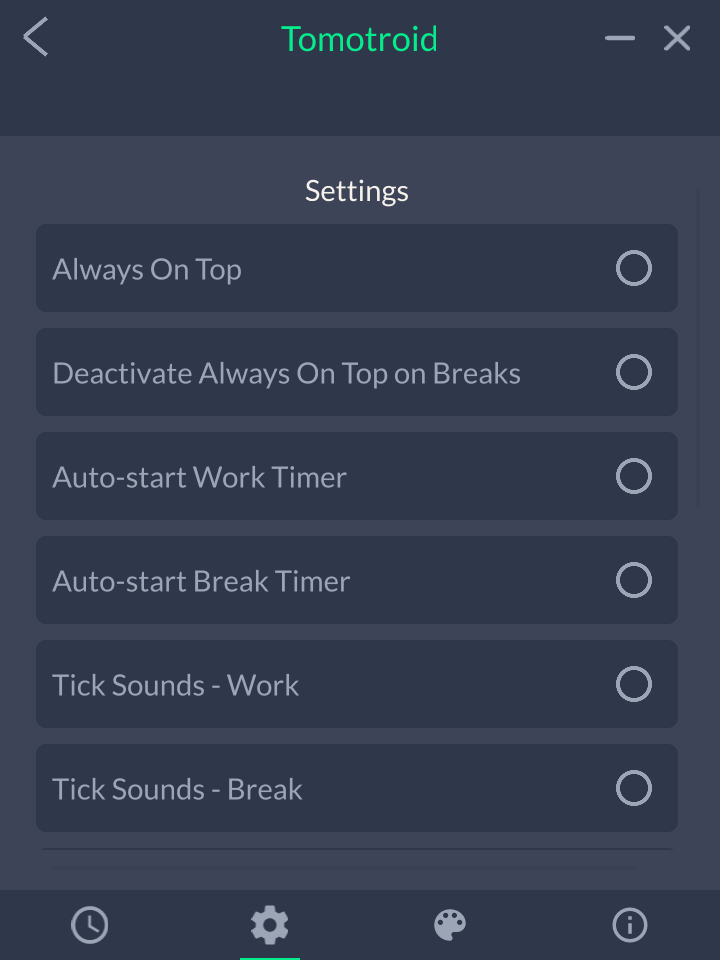 Tomotroid
Settings
Always On Top
Deactivate Always On Top on Breaks
Auto-start Work Timer
Auto-start Break Timer
Tick Sounds - Work
Tick Sounds - Break